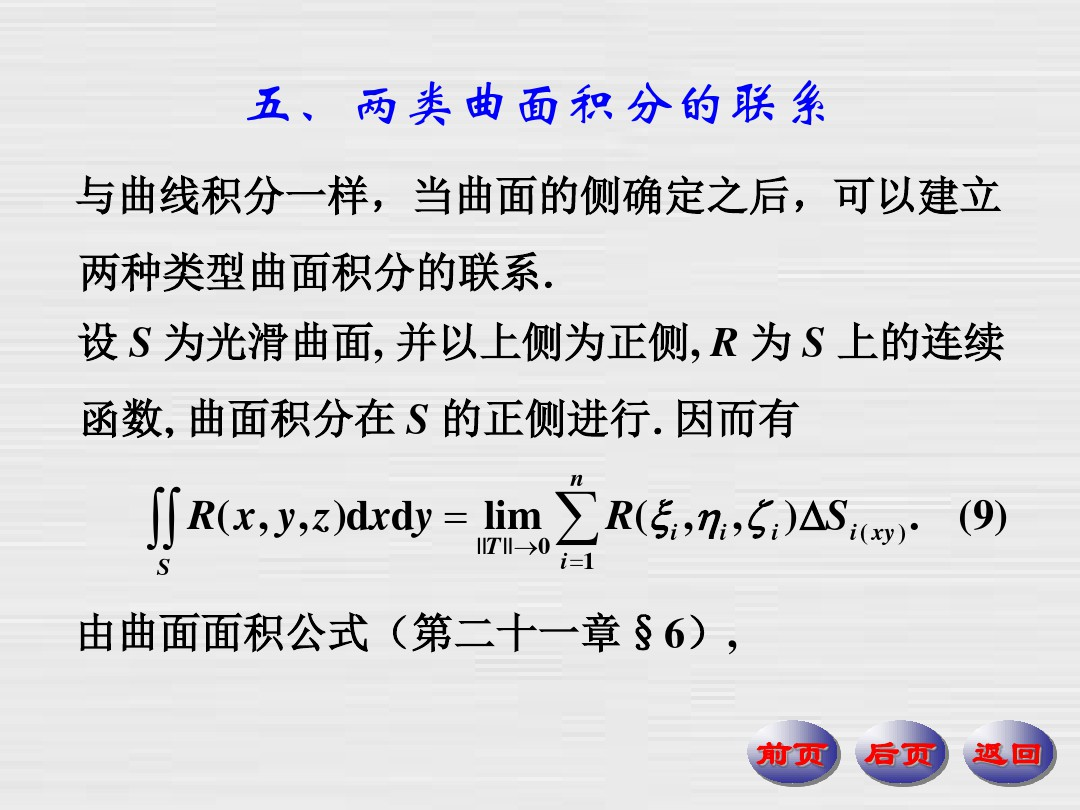 五、两类曲面积分的联系
与曲线积分一样，当曲面的侧确定之后，可以建立
两种类型曲面积分的联系.
设 S 为光滑曲面, 并以上侧为正侧, R 为 S 上的连续
函数, 曲面积分在 S 的正侧进行. 因而有
∬_S R(x, y, z)dxdy = lim_{||T||→0} ∑_{i=1}^{n} R(ξ_i, η_i, ζ_i)ΔS_{i(xy)}. (9)
由曲面面积公式（第二十一章§6）,
前页 后页 返回